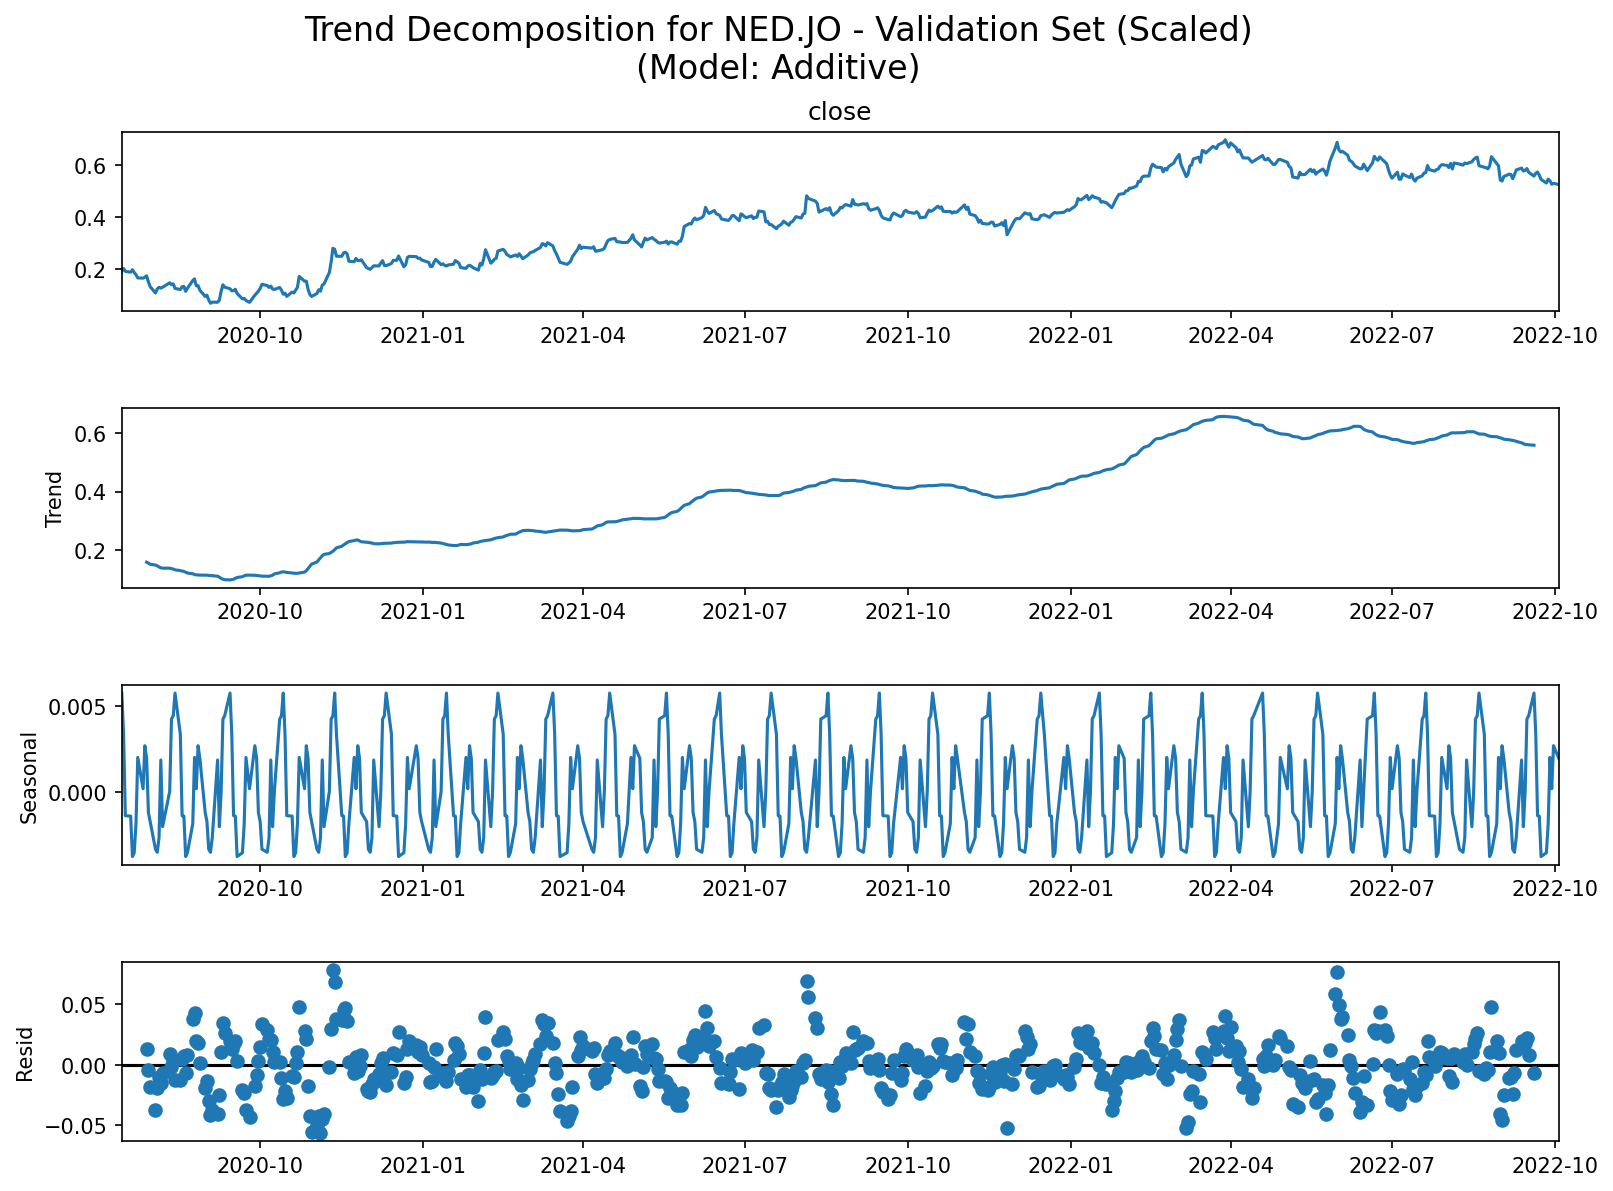 Trend Decomposition for NED.JO - Validation Set (Scaled)
(Model: Additive)
close
0.6
0.4
0.2
2020-10 2021-01 2021-04 2021-07 2021-10 2022-01 2022-04 2022-07 2022-10
Trend
0.6
0.4
0.2
2020-10 2021-01 2021-04 2021-07 2021-10 2022-01 2022-04 2022-07 2022-10
Seasonal
0.005
0.000
2020-10 2021-01 2021-04 2021-07 2021-10 2022-01 2022-04 2022-07 2022-10
Resid
0.05
0.00
−0.05
2020-10 2021-01 2021-04 2021-07 2021-10 2022-01 2022-04 2022-07 2022-10